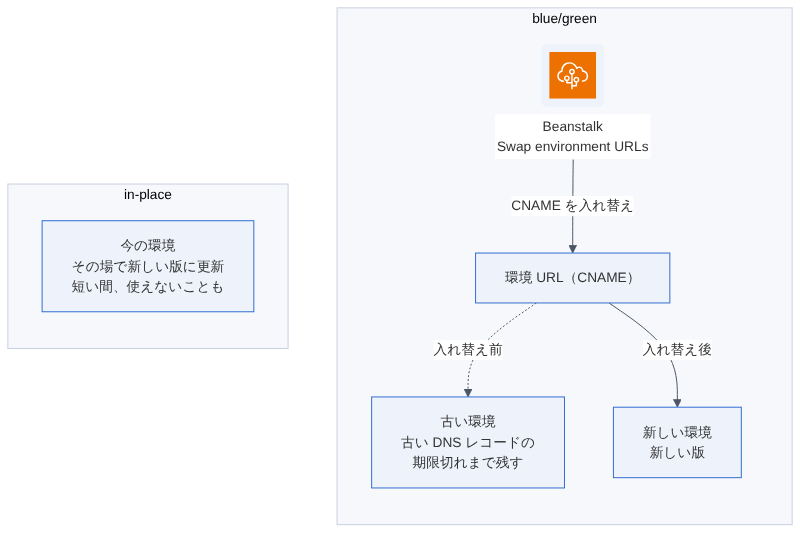 in-place
今の環境
その場で新しい版に更新
短い間、使えないことも
blue/green
Beanstalk
Swap environment URLs
CNAME を入れ替え
環境 URL（CNAME）
入れ替え前
入れ替え後
古い環境
古い DNS レコードの
期限切れまで残す
新しい環境
新しい版